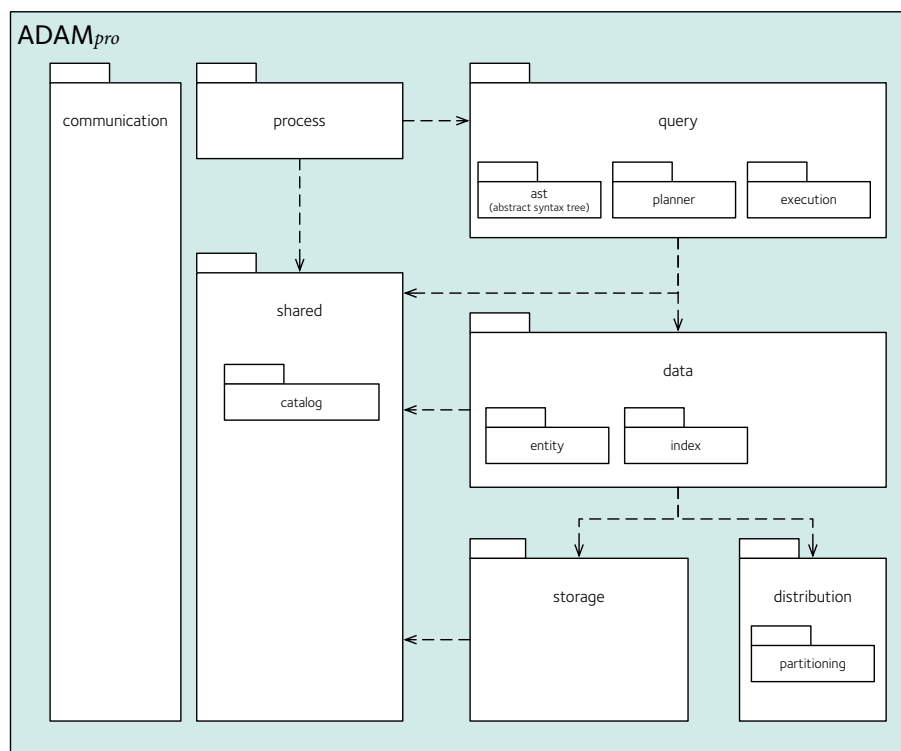 ADAMpro
communication
process
query
ast
(abstract syntax tree)
planner
execution
shared
catalog
data
entity
index
storage
distribution
partitioning